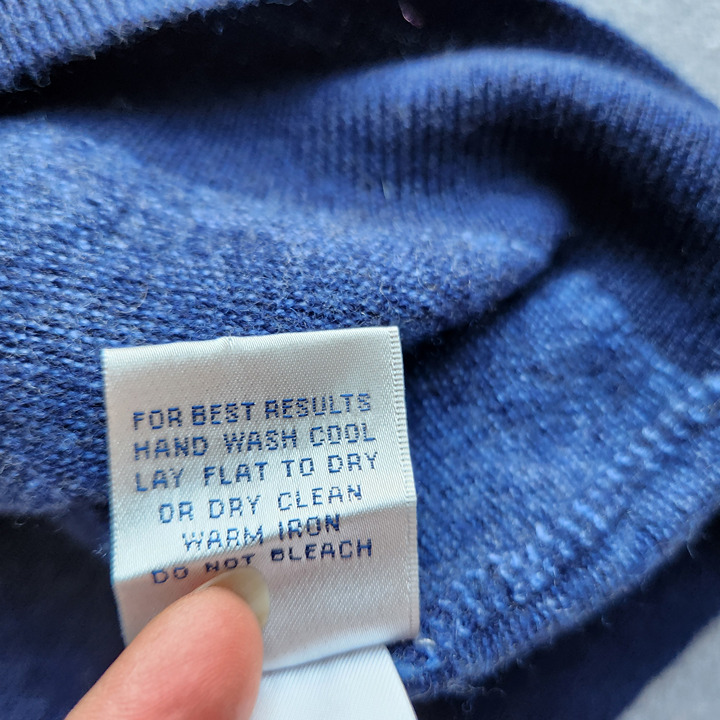 FOR BEST RESULTS
HAND WASH COOL
LAY FLAT TO DRY
OR DRY CLEAN
WARM IRON
DO NOT BLEACH